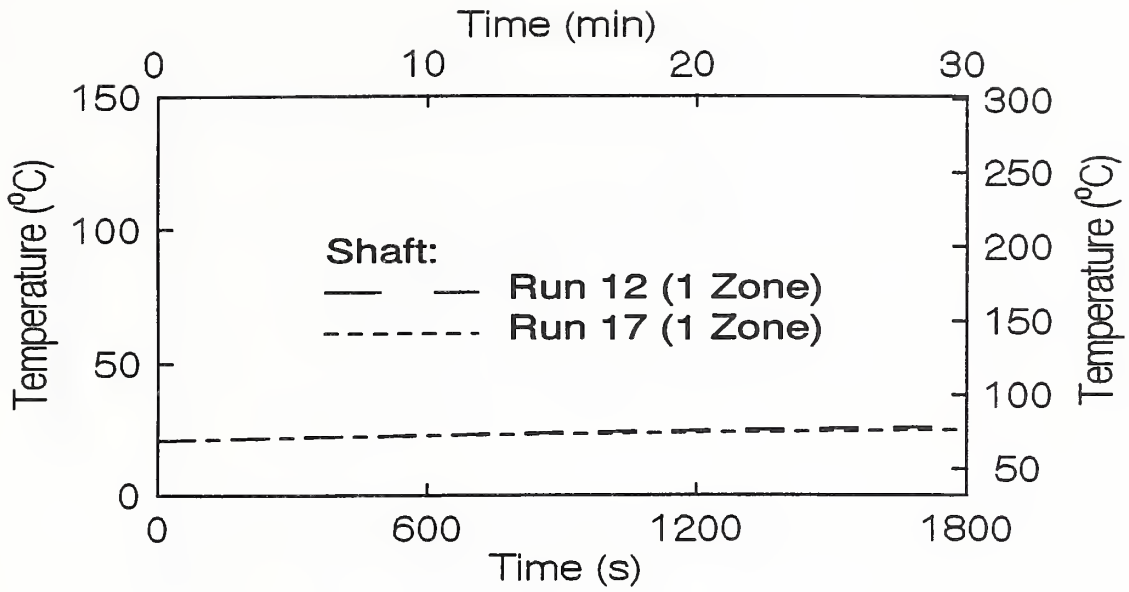 Time (min)
0 10 20 30
150 300
250
100 200
150
50 100
50
0
Temperature (°C)
Temperature (°C)
Shaft:
Run 12 (1 Zone)
Run 17 (1 Zone)
0 600 1200 1800
Time (s)